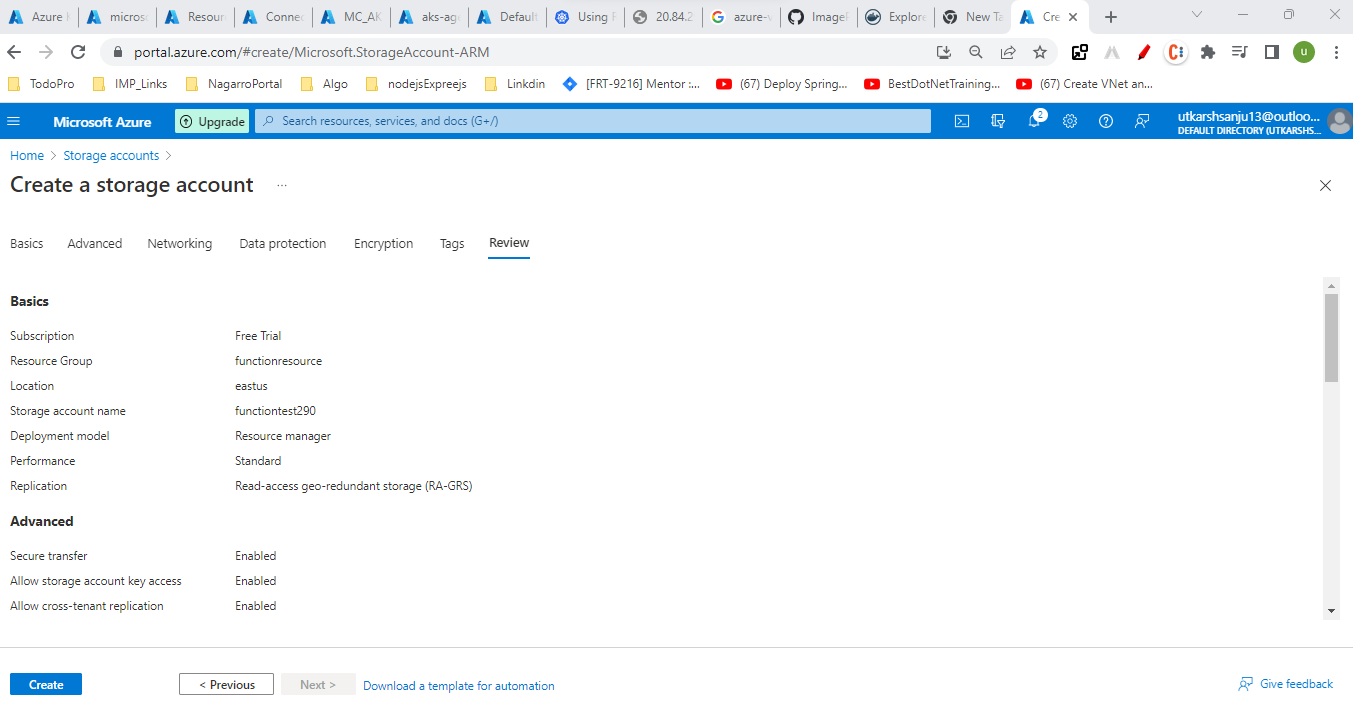 Azure
micros
Resour
Connec
MC_AK
aks-ag
Default
Using
20.84.2
azure-v
Image
Explore
New Ta
Cre
portal.azure.com/#create/Microsoft.StorageAccount-ARM
u
TodoPro IMP_Links NagarroPortal Algo nodejsExpreejs Linkdin [FRT-9216] Mentor :... (67) Deploy Spring... BestDotNetTraining... (67) Create VNet an...
Microsoft Azure Upgrade Search resources, services, and docs (G+/) 2 utkarshsanju13@outloo...
DEFAULT DIRECTORY (UTKARSHS...
Home > Storage accounts >
Create a storage account ...
Basics Advanced Networking Data protection Encryption Tags Review
Basics
Subscription Free Trial
Resource Group functionresource
Location eastus
Storage account name functiontest290
Deployment model Resource manager
Performance Standard
Replication Read-access geo-redundant storage (RA-GRS)
Advanced
Secure transfer Enabled
Allow storage account key access Enabled
Allow cross-tenant replication Enabled
Create < Previous Next > Download a template for automation Give feedback